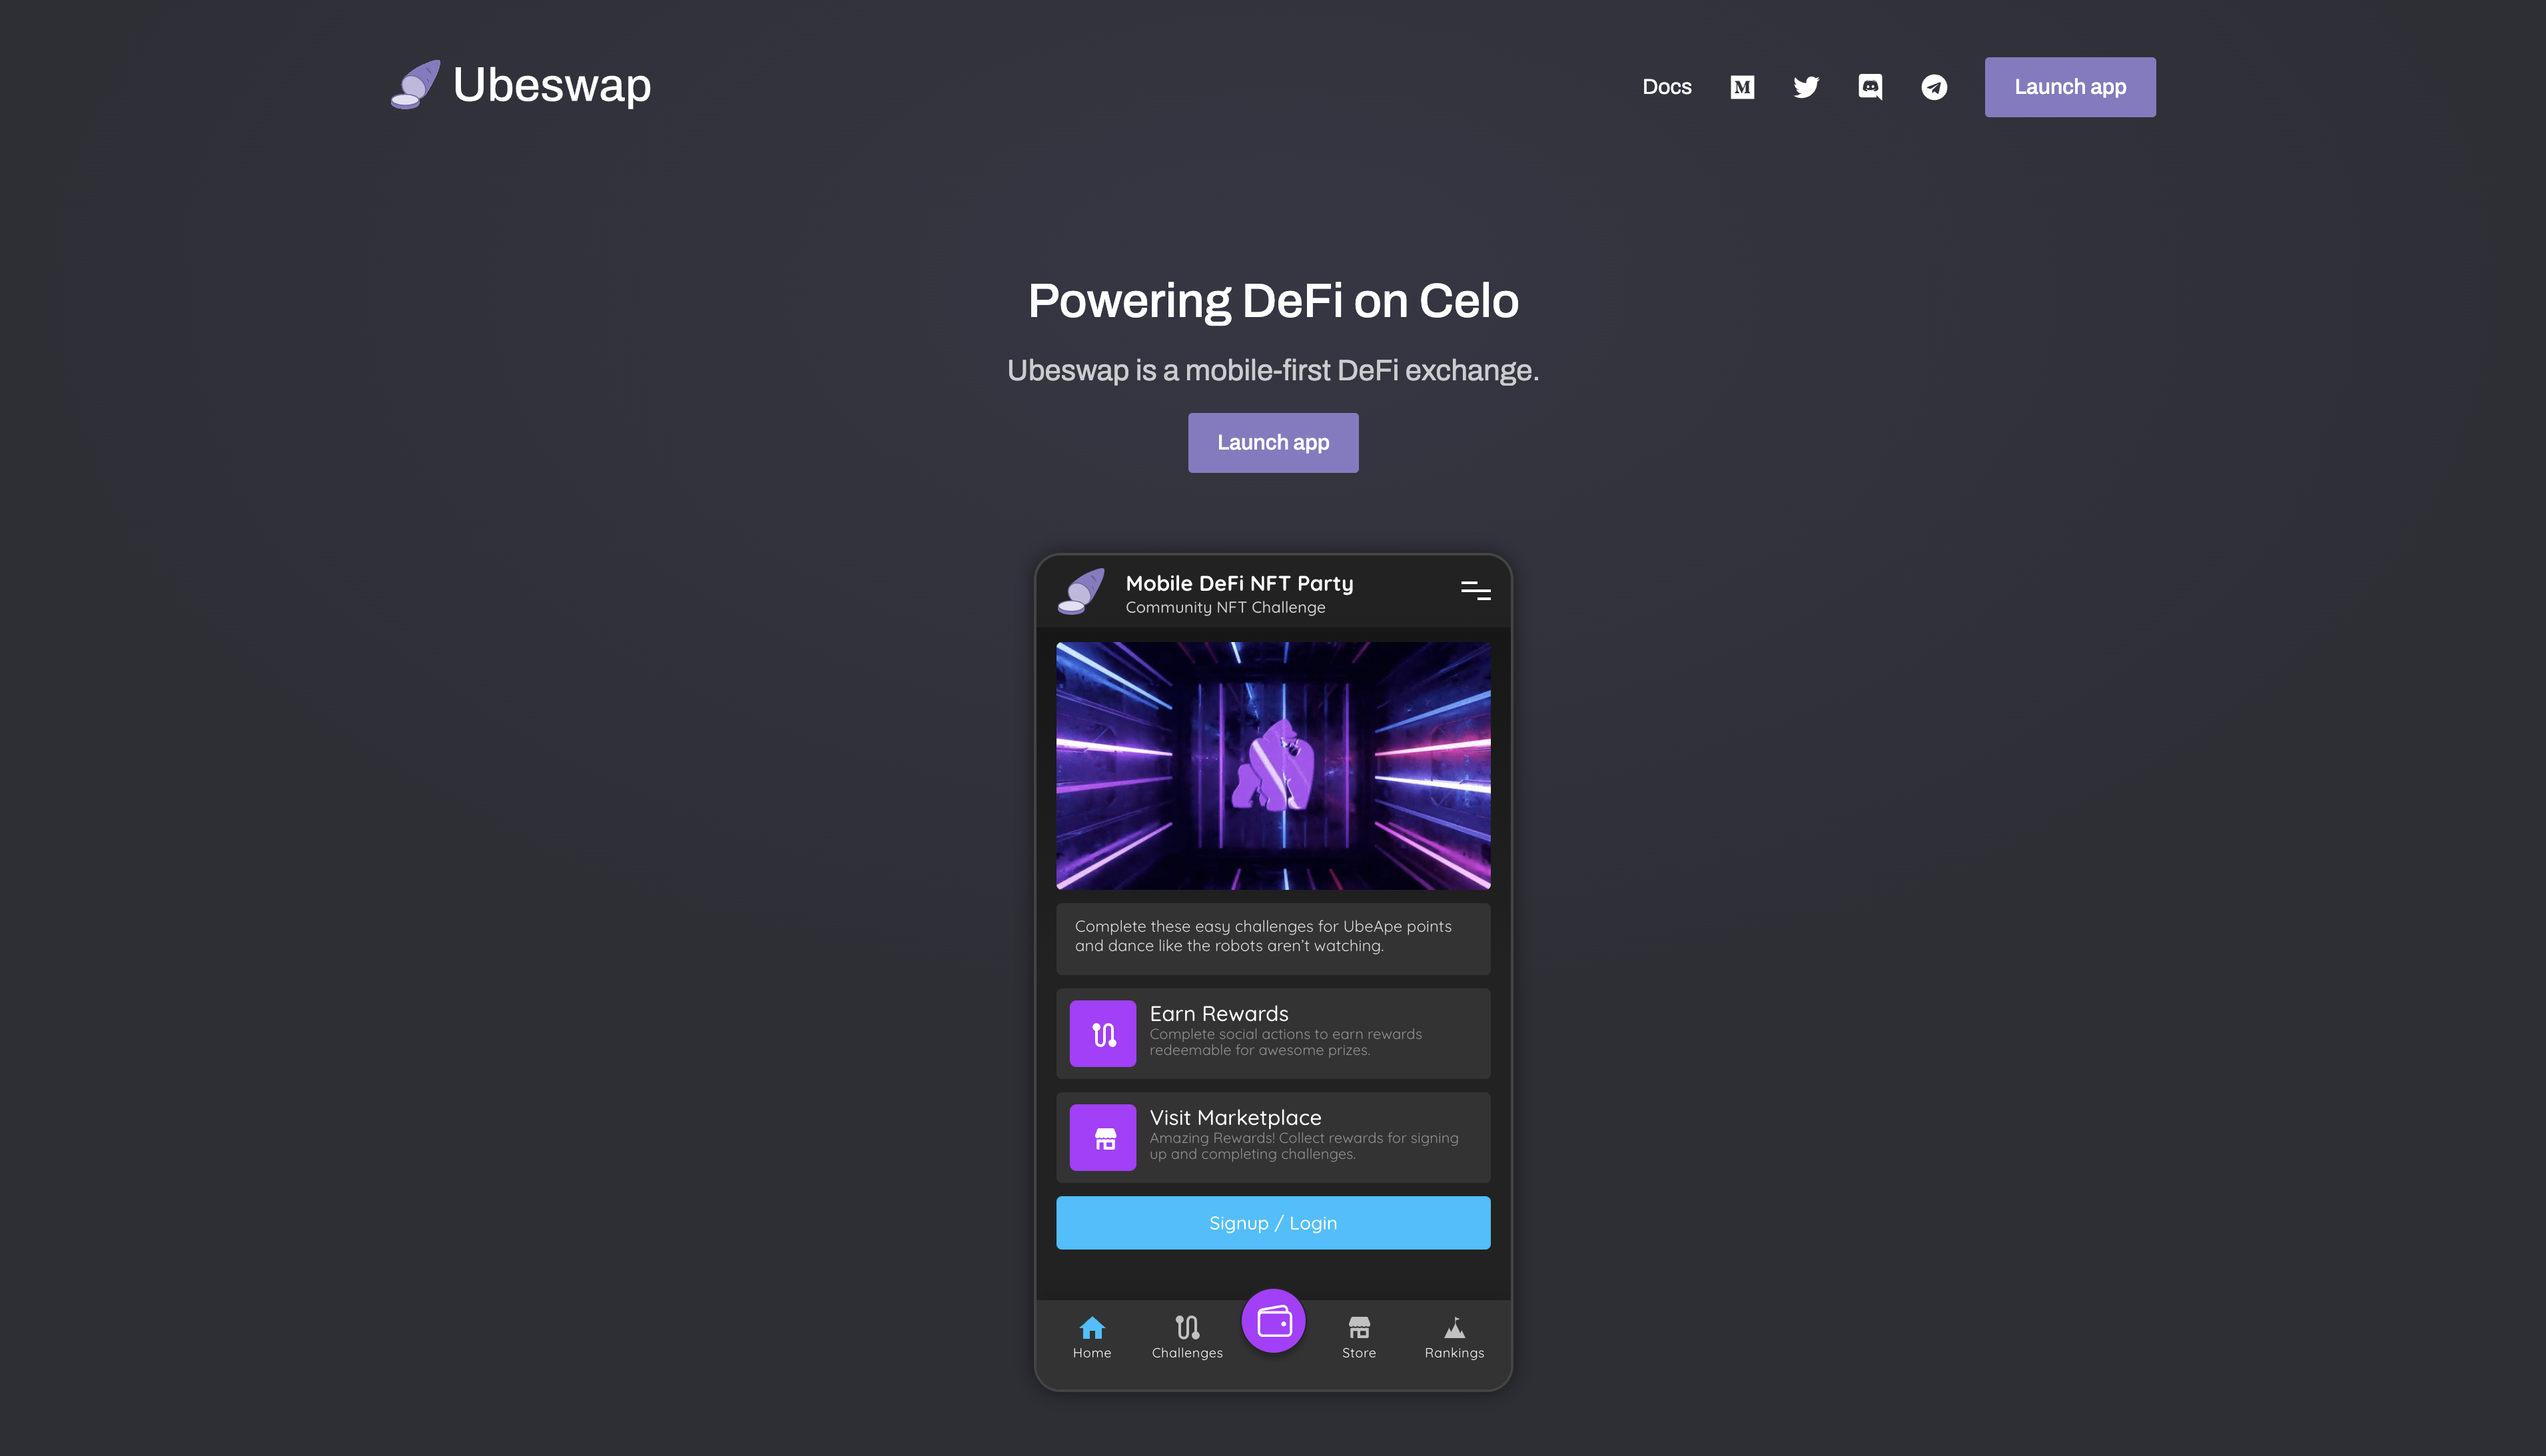 Ubeswap
Docs
Launch app
Powering DeFi on Celo
Ubeswap is a mobile-first DeFi exchange.
Launch app
Mobile DeFi NFT Party
Community NFT Challenge
Complete these easy challenges for UbeApe points
and dance like the robots aren’t watching.
Earn Rewards
Complete social actions to earn rewards
redeemable for awesome prizes.
Visit Marketplace
Amazing Rewards! Collect rewards for signing
up and completing challenges.
Signup / Login
Home
Challenges
Store
Rankings